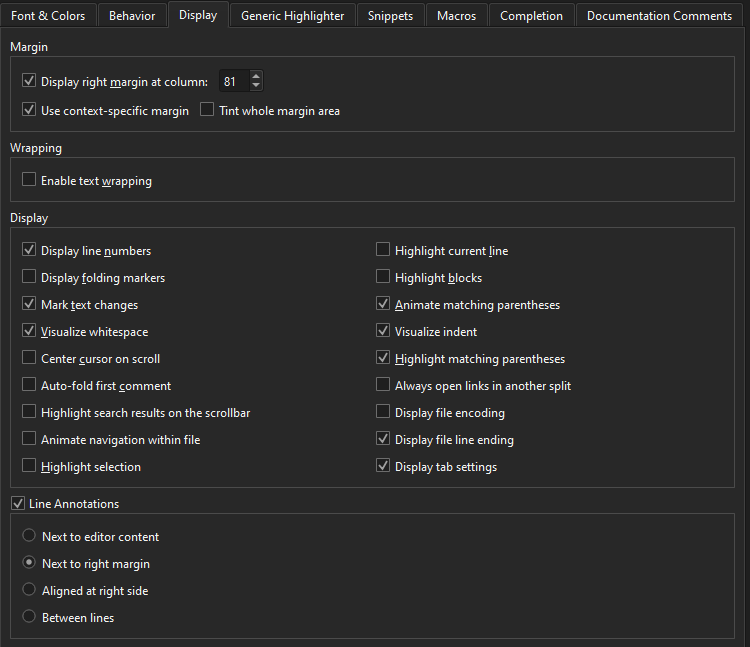 Font & Colors Behavior Display Generic Highlighter Snippets Macros Completion Documentation Comments
Margin
Display right margin at column: 81
Use context-specific margin Tint whole margin area
Wrapping
Enable text wrapping
Display
Display line numbers Highlight current line
Display folding markers Highlight blocks
Mark text changes Animate matching parentheses
Visualize whitespace Visualize indent
Center cursor on scroll Highlight matching parentheses
Auto-fold first comment Always open links in another split
Highlight search results on the scrollbar Display file encoding
Animate navigation within file Display file line ending
Highlight selection Display tab settings
Line Annotations
Next to editor content
Next to right margin
Aligned at right side
Between lines